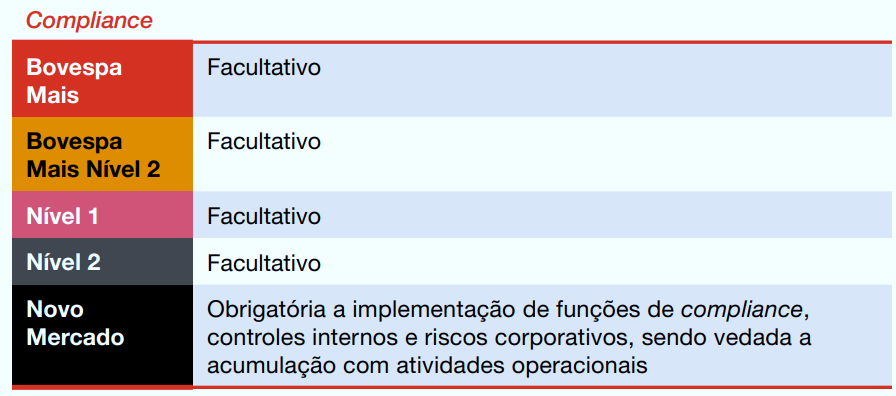 Compliance
Bovespa
Mais
Facultativo
Bovespa
Mais Nível 2
Facultativo
Nível 1
Facultativo
Nível 2
Facultativo
Novo
Mercado
Obrigatória a implementação de funções de compliance,
controles internos e riscos corporativos, sendo vedada a
acumulação com atividades operacionais